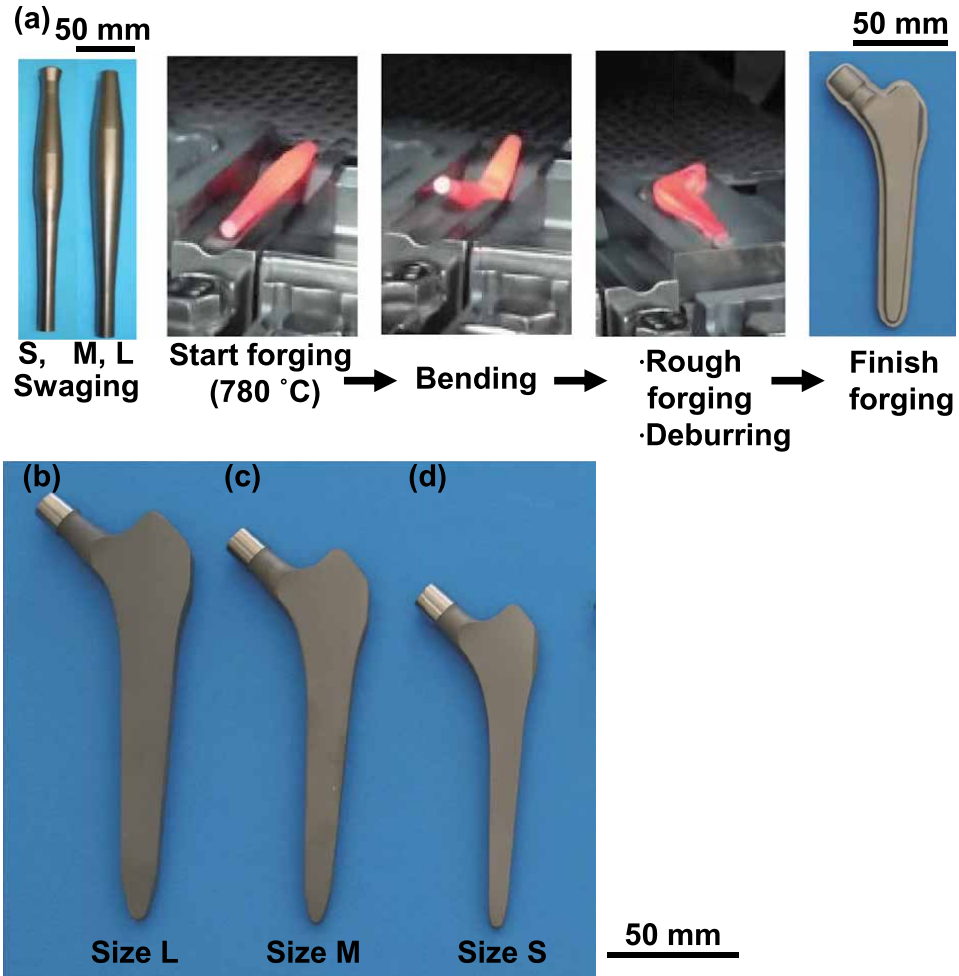 (a)
50 mm
50 mm
S, M, L
Swaging
Start forging
(780 ˚C)
Bending
·Rough
forging
·Deburring
Finish
forging
(b)
(c)
(d)
Size L
Size M
Size S
50 mm